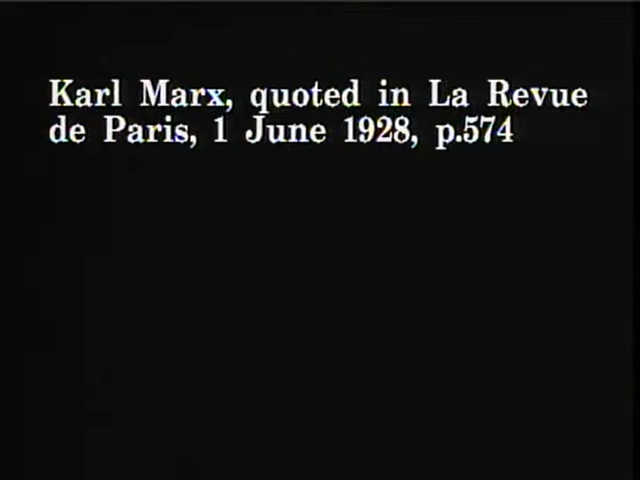 Karl Marx, quoted in La Revue
de Paris, 1 June 1928, p.574